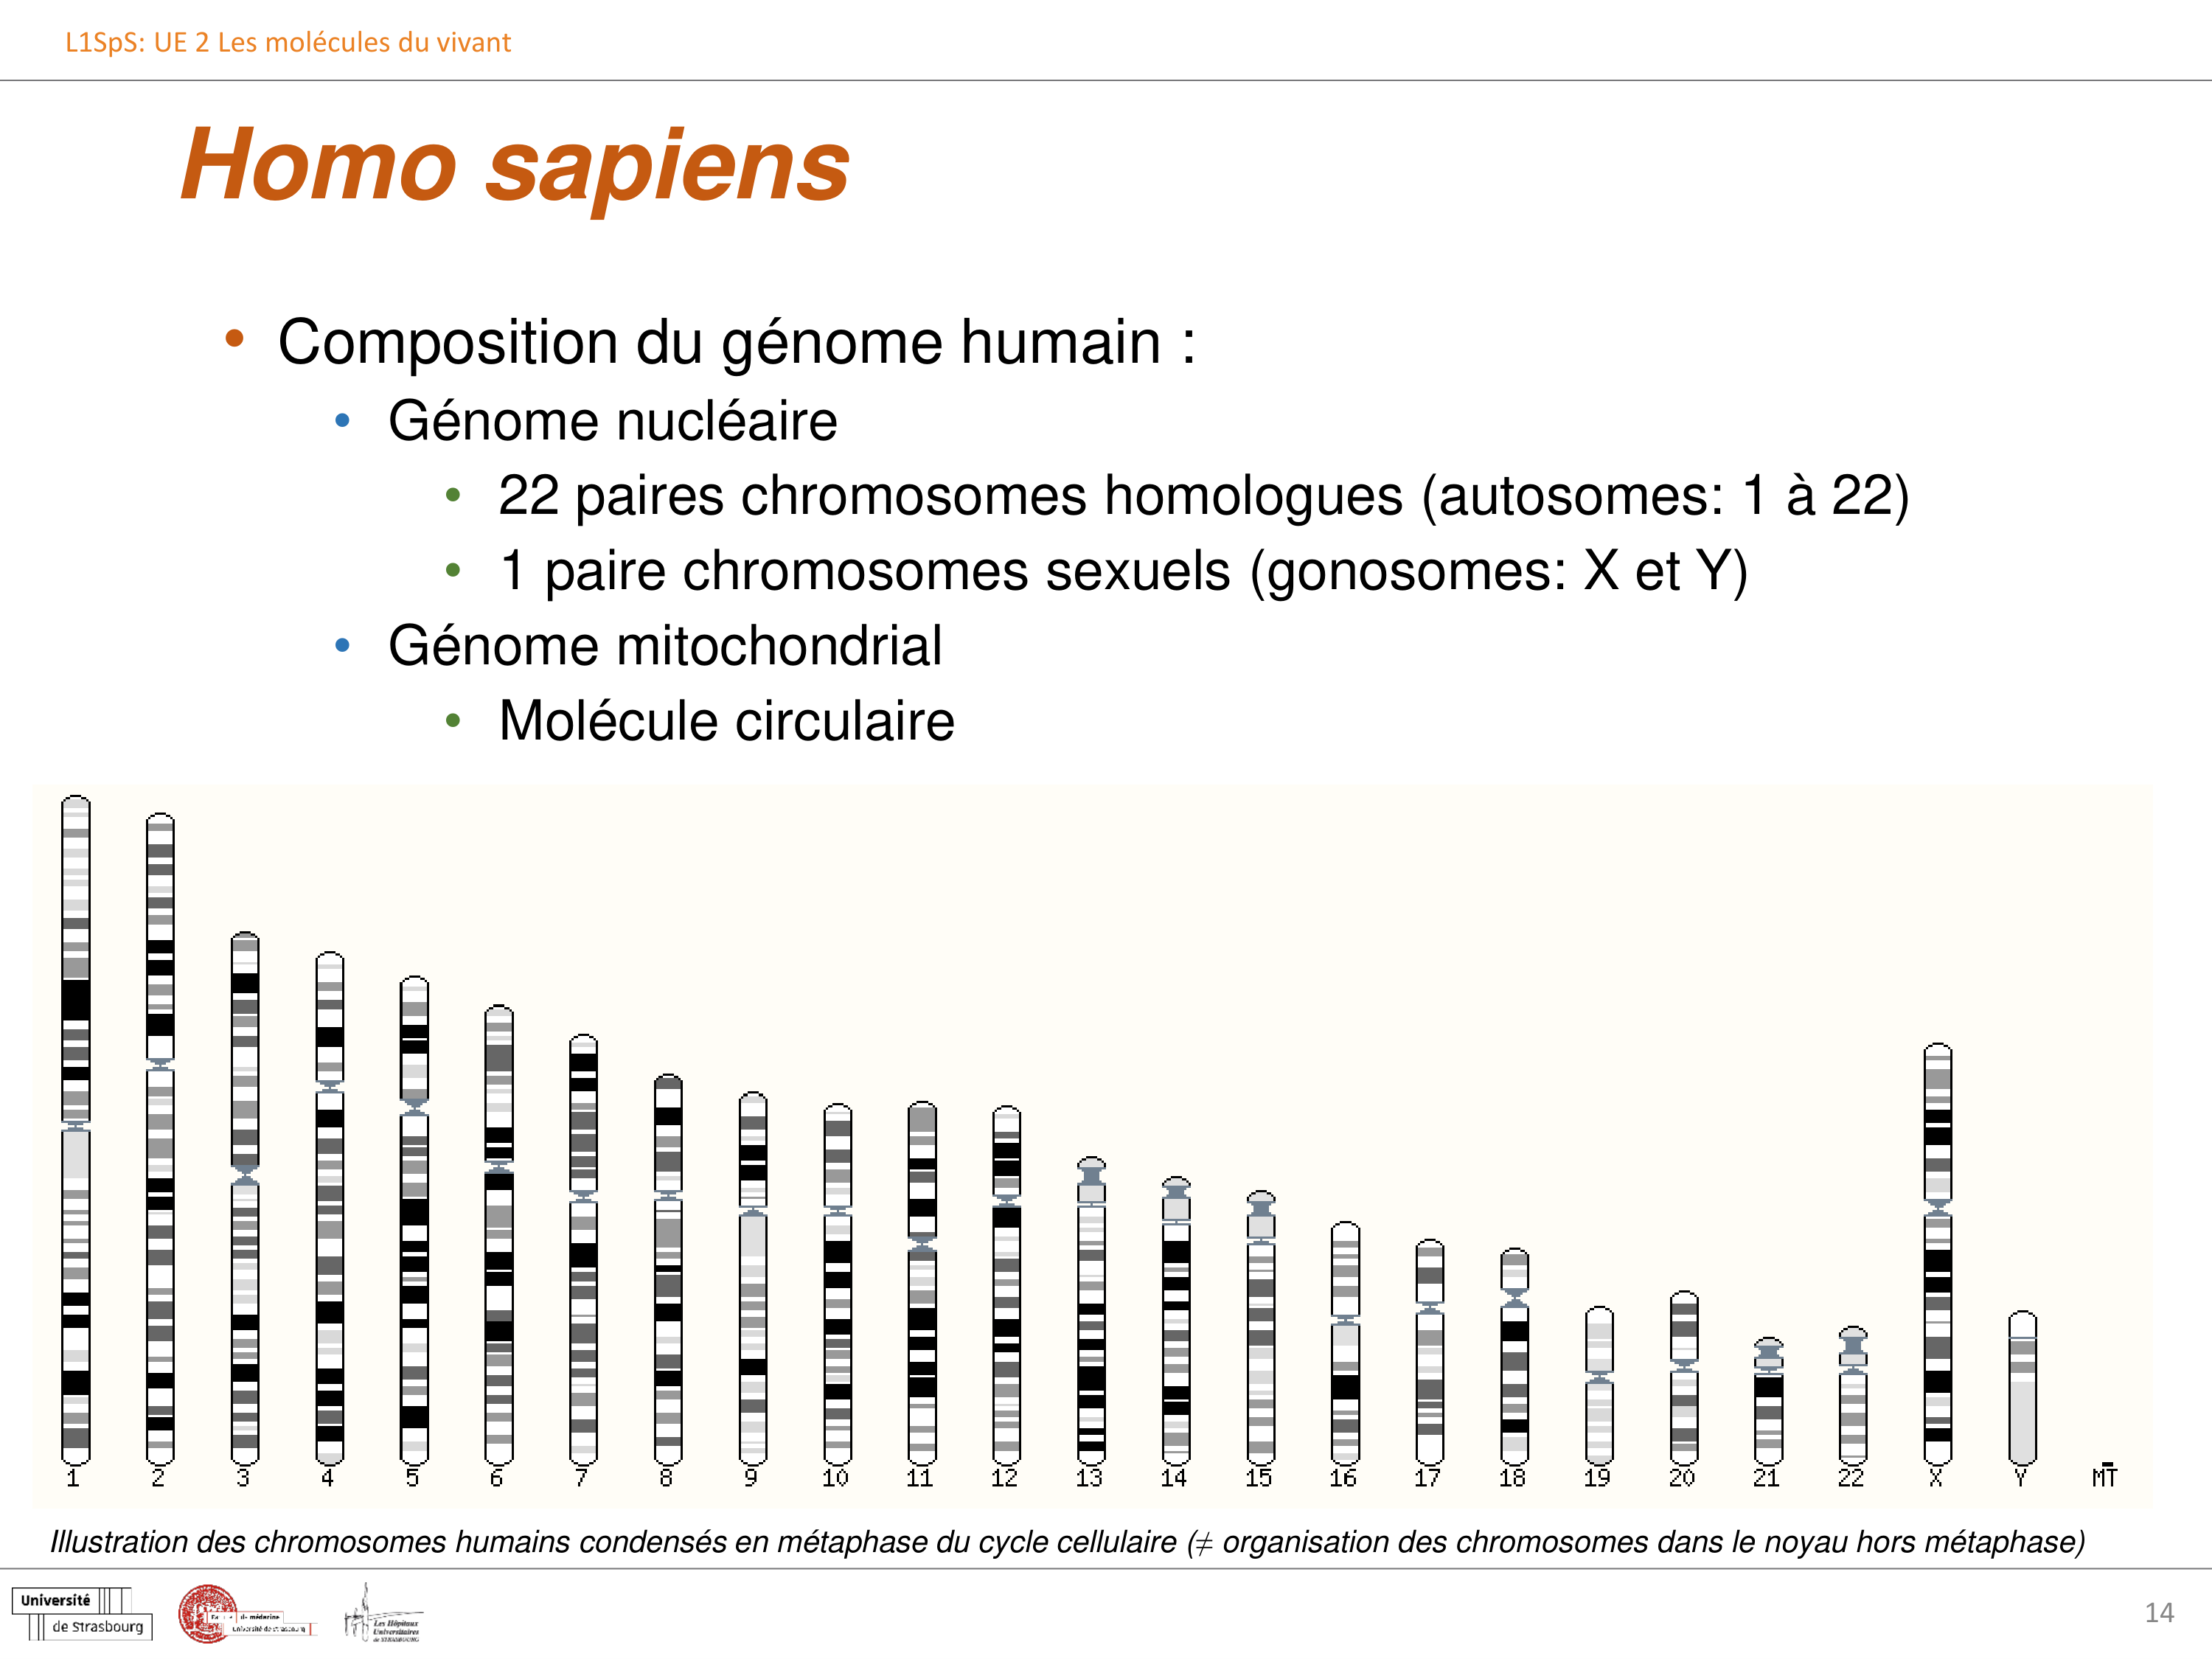 L1SpS: UE 2 Les molécules du vivant
Homo sapiens
• Composition du génome humain :
• Génome nucléaire
• 22 paires chromosomes homologues (autosomes: 1 à 22)
• 1 paire chromosomes sexuels (gonosomes: X et Y)
• Génome mitochondrial
• Molécule circulaire
1 2 3 4 5 6 7 8 9 10 11 12 13 14 15 16 17 18 19 20 21 22 X Y MT
Illustration des chromosomes humains condensés en métaphase du cycle cellulaire (≠ organisation des chromosomes dans le noyau hors métaphase)
Université
de Strasbourg
de médecine
Université de Strasbourg
Les Hôpitaux
Universitaires
de STRASBOURG
14